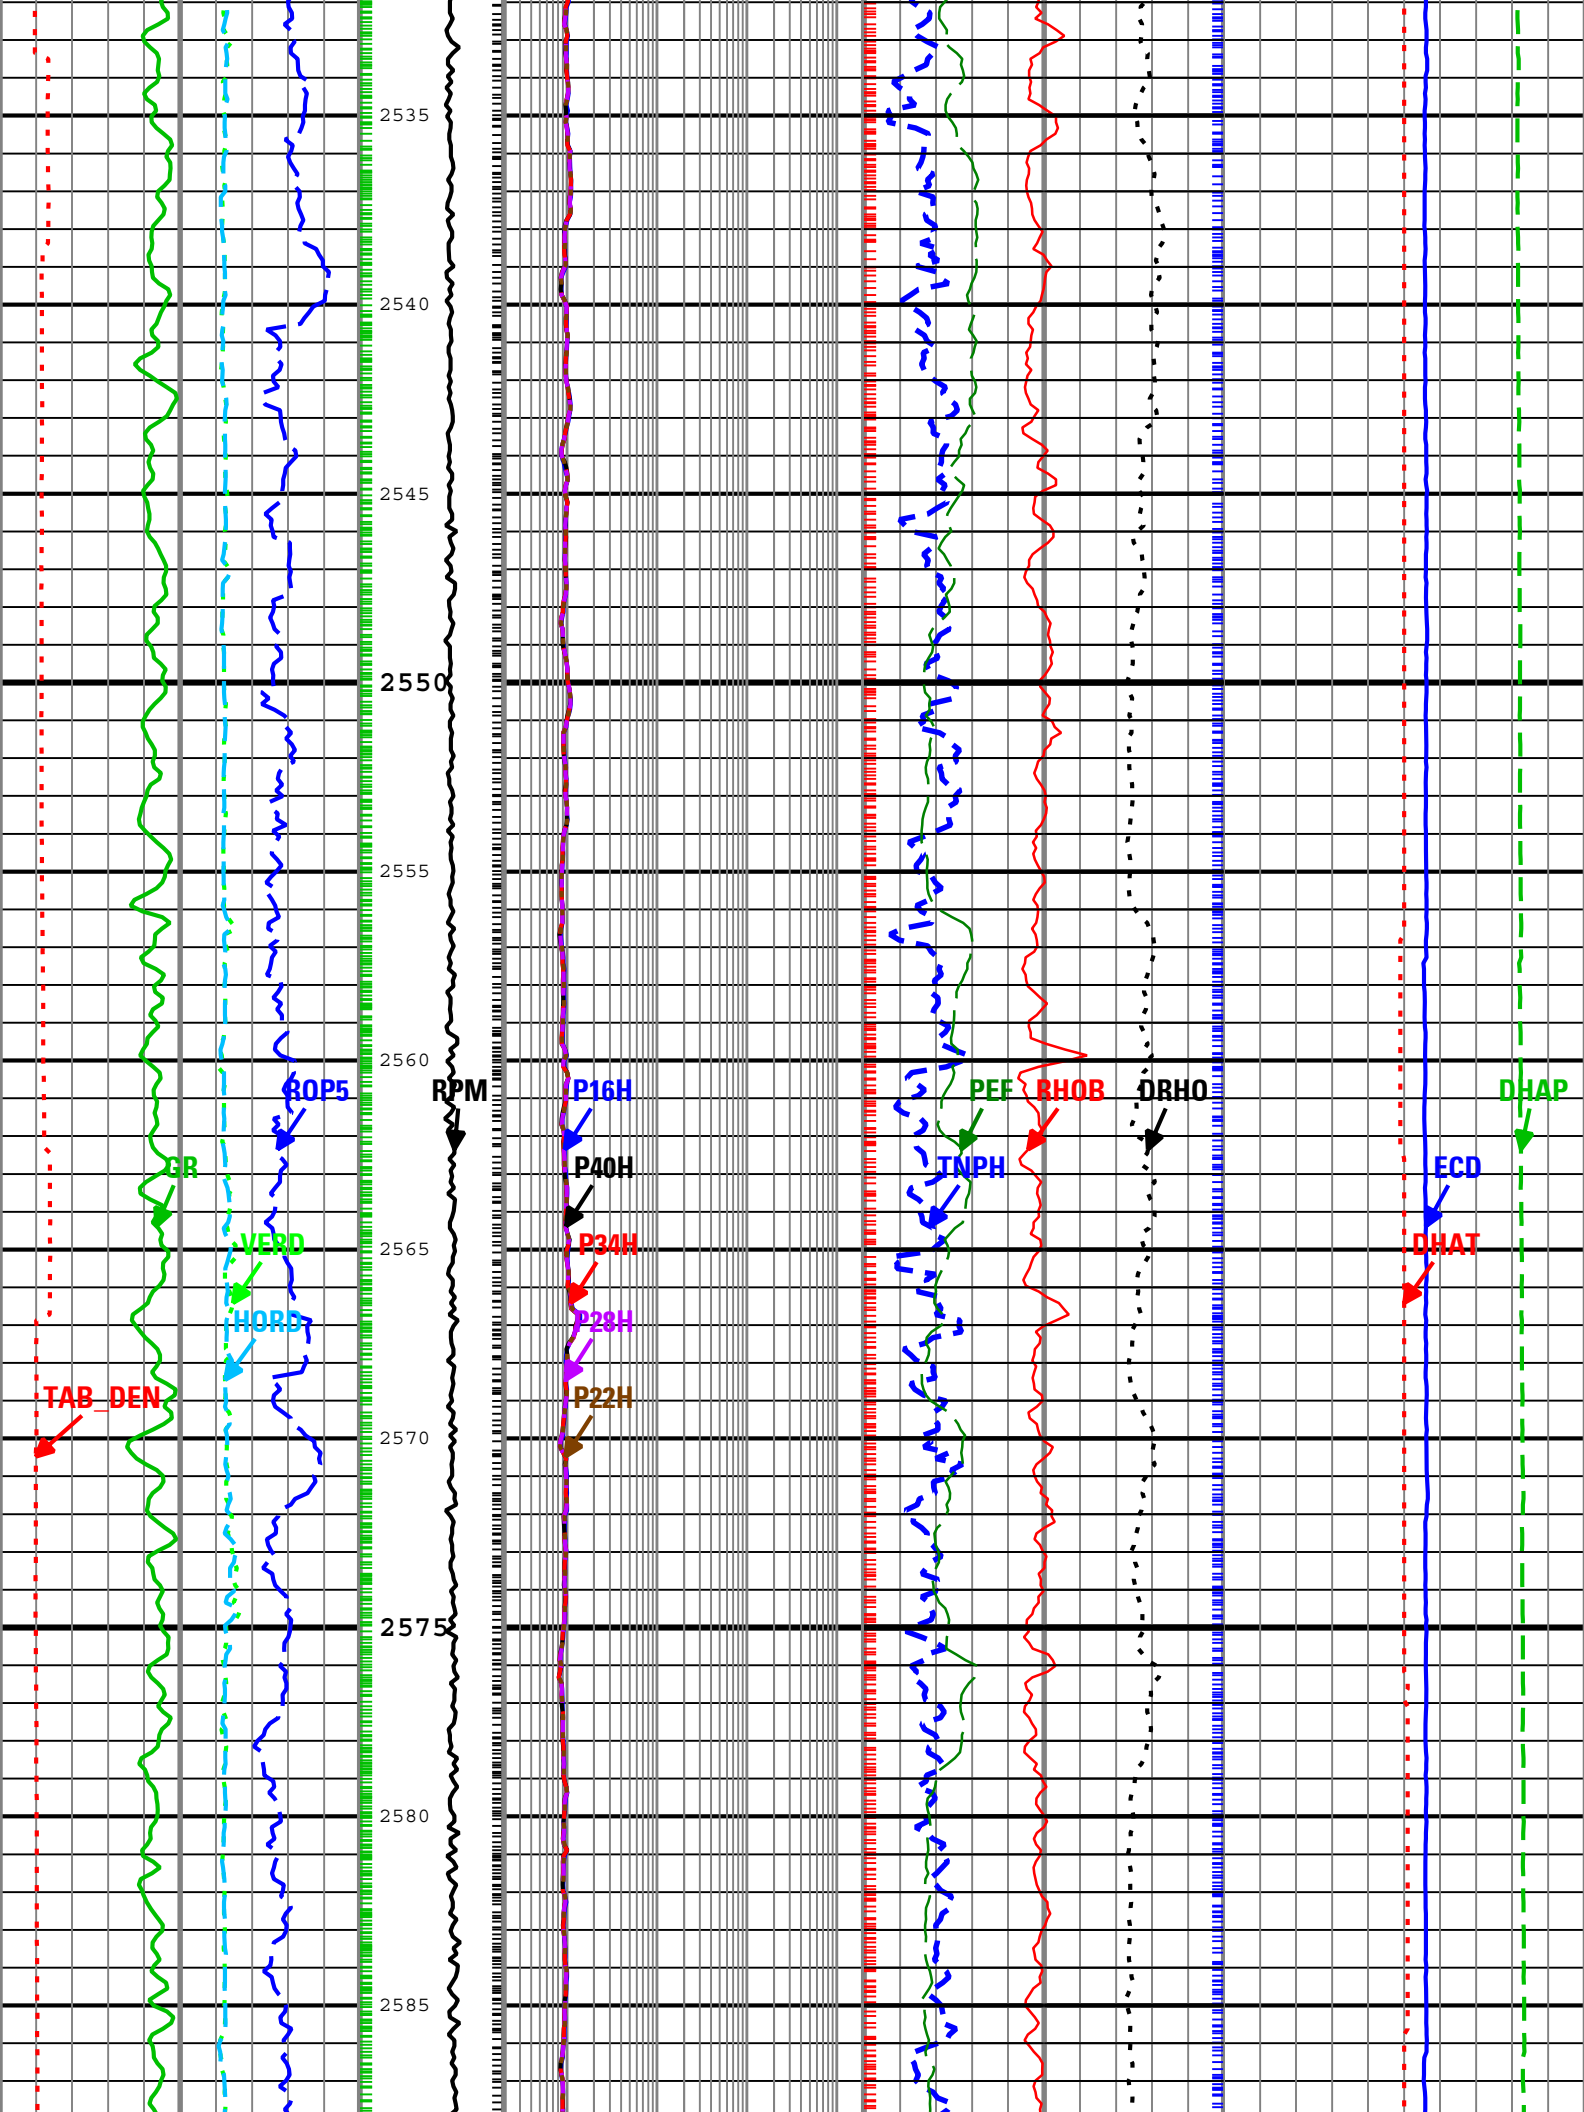 2535
2540
2545
2550
2555
2560
ROP5 RPM P16H PEF RHOB DRHO DHAP
GR P40H TNPH ECD
VERD 2565 P34H DHAT
HORD P28H
TAB_DEN P22H
2570
2575
2580
2585